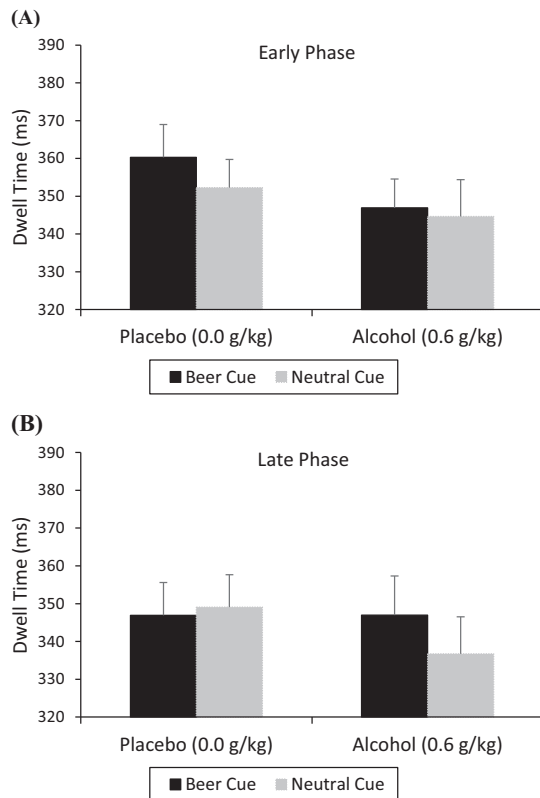 (A)
Early Phase
390
380
370
360
350
340
330
320
Dwell Time (ms)
Placebo (0.0 g/kg)
Alcohol (0.6 g/kg)
Beer Cue
Neutral Cue
(B)
Late Phase
390
380
370
360
350
340
330
320
Dwell Time (ms)
Placebo (0.0 g/kg)
Alcohol (0.6 g/kg)
Beer Cue
Neutral Cue